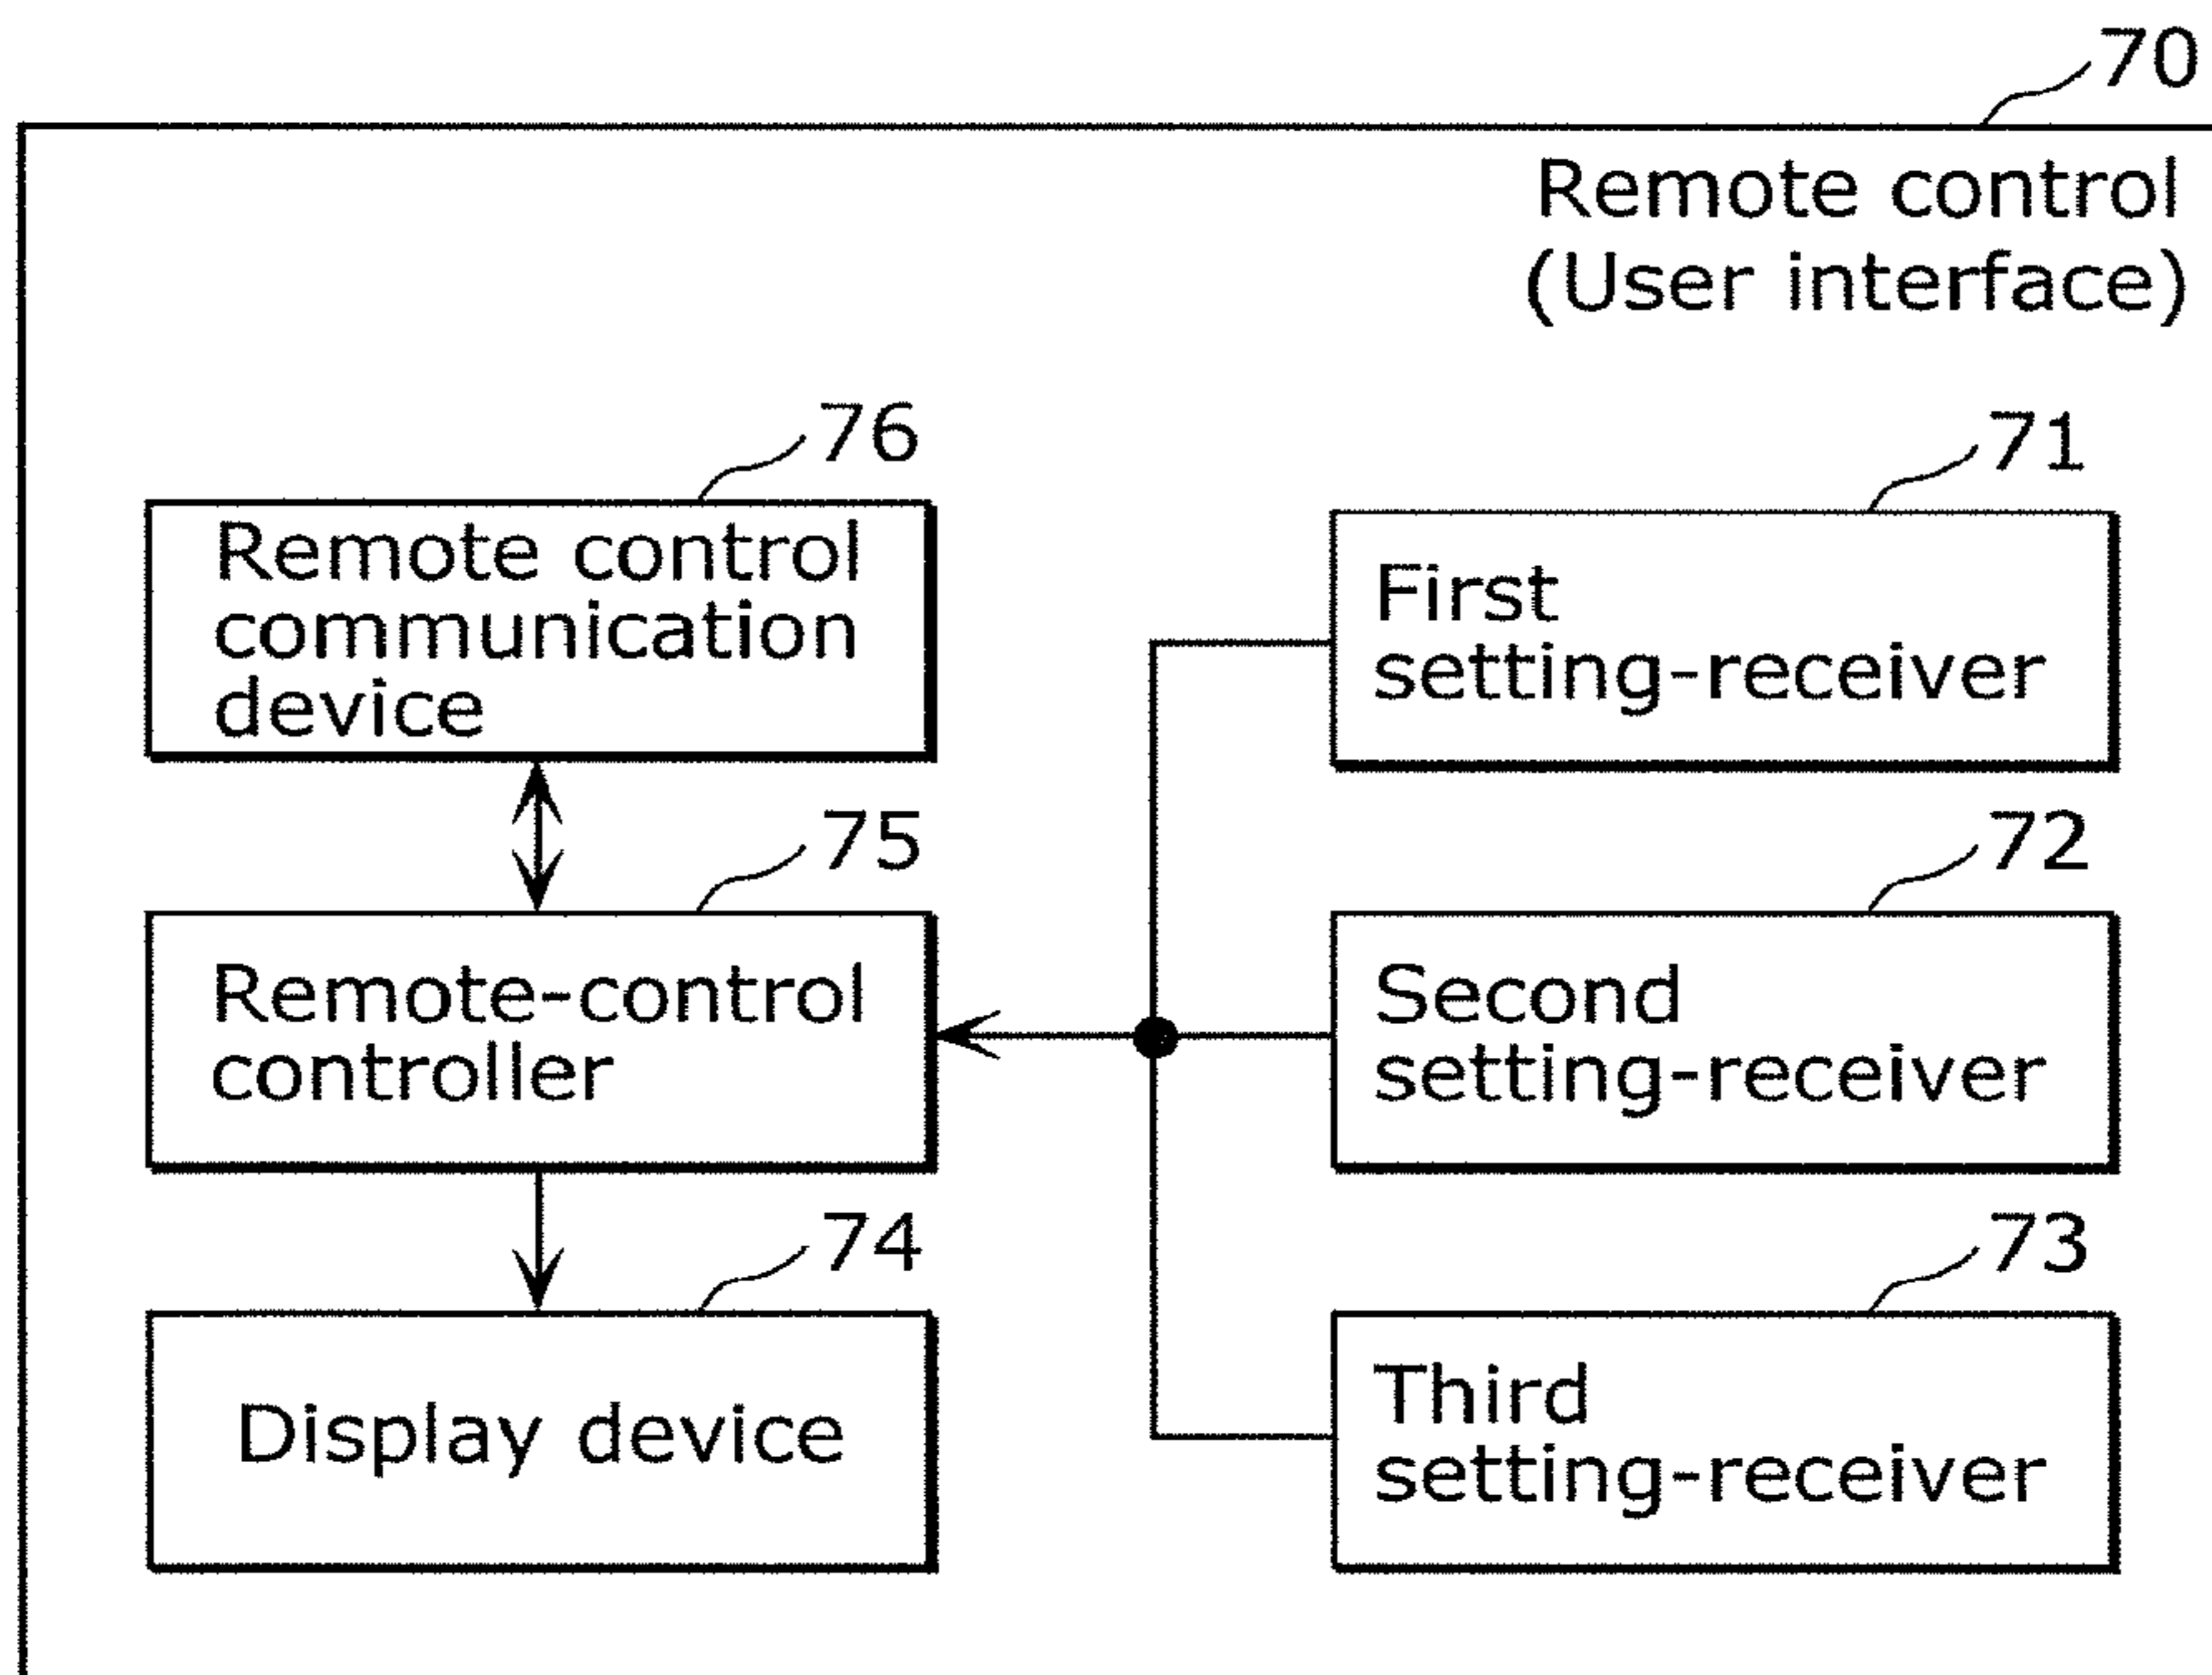 70
Remote control
(User interface)
76
Remote control
communication
device
71
First
setting-receiver
75
Remote-control
controller
72
Second
setting-receiver
74
Display device
73
Third
setting-receiver